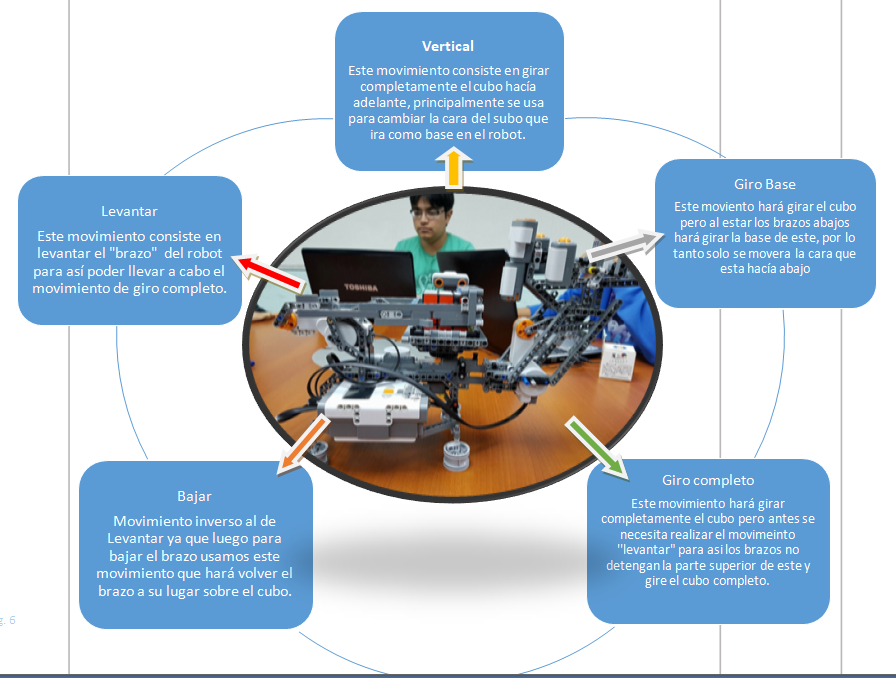 Vertical
Este movimiento consiste en girar
completamente el cubo hacía
adelante, principalmente se usa
para cambiar la cara del subo que
ira como base en el robot.
Levantar
Este movimiento consiste en
levantar el "brazo" del robot
para así poder llevar a cabo el
movimiento de giro completo.
Giro Base
Este moviento hará girar el cubo
pero al estar los brazos abajos
hará girar la base de este, por lo
tanto solo se movera la cara que
esta hacía abajo
TOSHIBA
Bajar
Movimiento inverso al de
Levantar ya que luego para
bajar el brazo usamos este
movimiento que hará volver el
brazo a su lugar sobre el cubo.
Giro completo
Este movimiento hará girar
completamente el cubo pero antes se
necesita realizar el movimeinto
"levantar" para asi los brazos no
detengan la parte superior de este y
gire el cubo completo.
g. 6